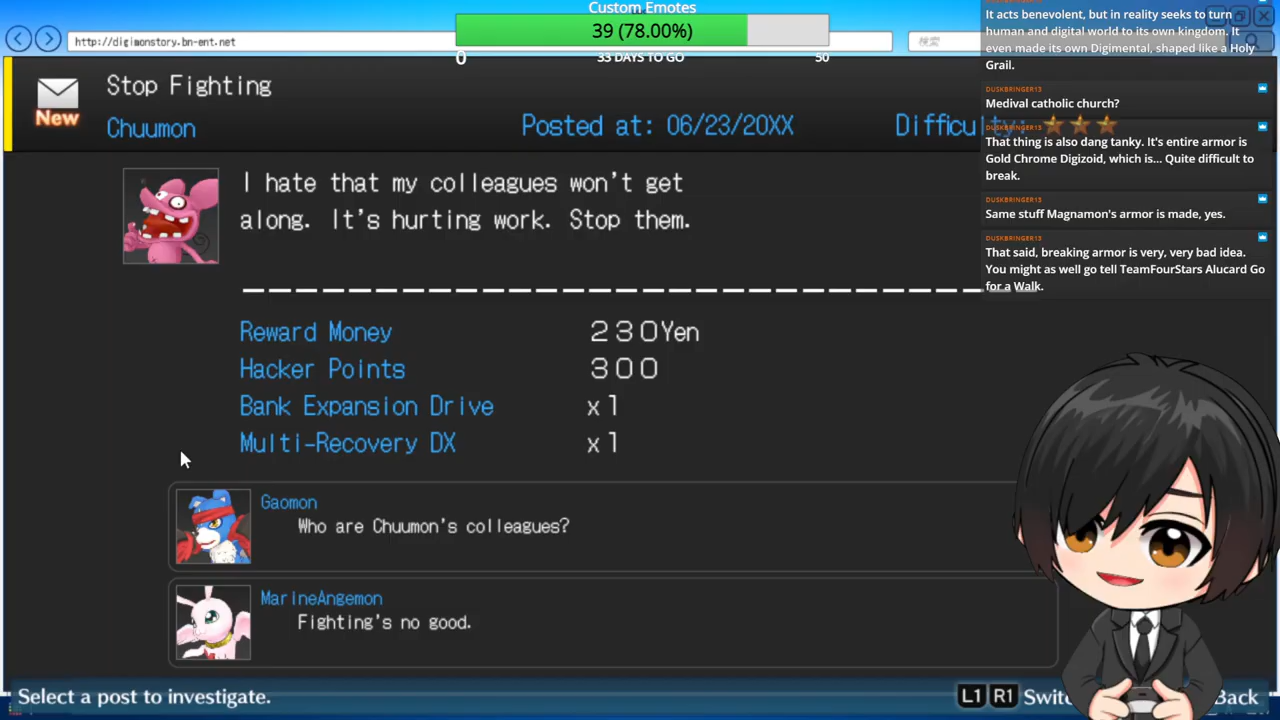 Custom Emotes
39 (78.00%)
0
33 DAYS TO GO
50
http://digimonstory.bn-ent.net
検索
New
Stop Fighting
Chuumon
Posted at: 06/23/20XX
I hate that my colleagues won't get
along. It's hurting work. Stop them.
Reward Money 230Yen
Hacker Points 300
Bank Expansion Drive x1
Multi-Recovery DX x1
Gaomon
Who are Chuumon's colleagues?
MarineAngemon
Fighting's no good.
Select a post to investigate.
L1 R1
Back
It acts benevolent, but in reality seeks to turn
human and digital world to its own kingdom. It
even made its own Digimental, shaped like a Holy
Grail.
DUSKBRINGER13
Medival catholic church?
DUSKBRINGER13
That thing is also dang tanky. It's entire armor is
Gold Chrome Digizoid, which is... Quite difficult to
break.
DUSKBRINGER13
Same stuff Magnamon's armor is made, yes.
DUSKBRINGER13
That said, breaking armor is very, very bad idea.
You might as well go tell TeamFourStars Alucard Go
for a Walk.